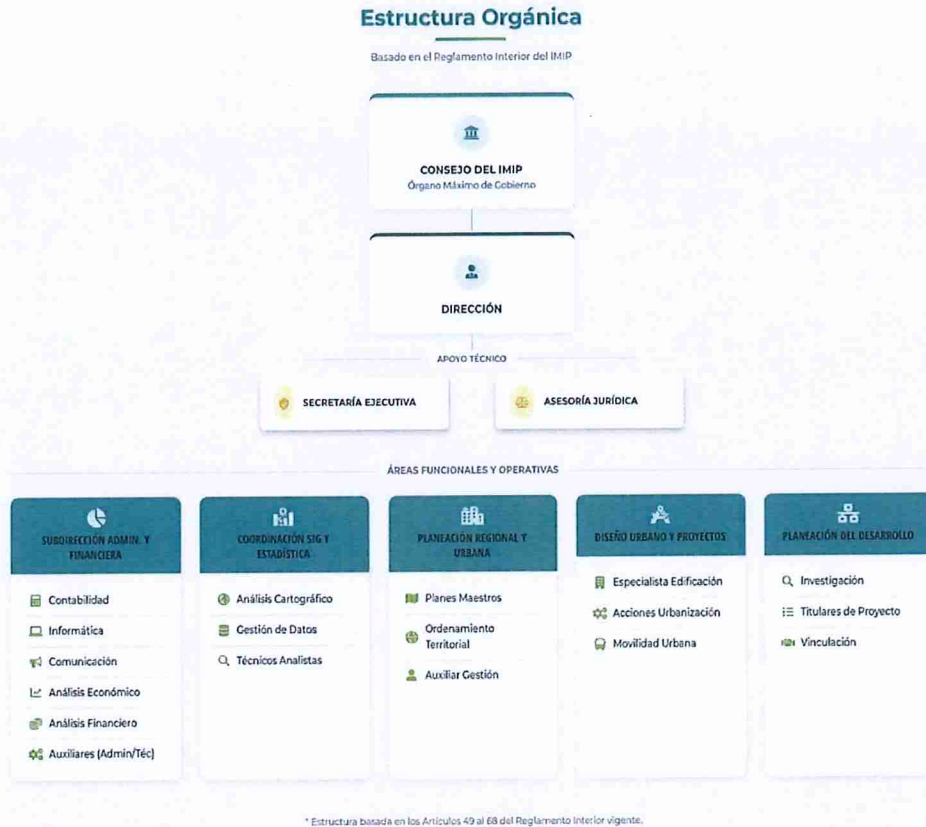 Estructura Orgánica
Basado en el Reglamento Interior del IMIP
CONSEJO DEL IMIP
Órgano Máximo de Gobierno
DIRECCIÓN
APOYO TÉCNICO
SECRETARÍA EJECUTIVA
ASESORÍA JURÍDICA
ÁREAS FUNCIONALES Y OPERATIVAS
SUBDIRECCIÓN ADMIN. Y
FINANCIERA
Contabilidad
Informática
Comunicación
Análisis Económico
Análisis Financiero
Auxiliares (Admin/Téc)
COORDINACIÓN SIG Y
ESTADÍSTICA
Análisis Cartográfico
Gestión de Datos
Técnicos Analistas
PLANEACIÓN REGIONAL Y
URBANA
Planes Maestros
Ordenamiento
Territorial
Auxiliar Gestión
DISEÑO URBANO Y PROYECTOS
Especialista Edificación
Acciones Urbanización
Movilidad Urbana
PLANEACIÓN DEL DESARROLLO
Investigación
Titulares de Proyecto
Vinculación
* Estructura basada en los Artículos 49 al 68 del Reglamento Interior vigente.